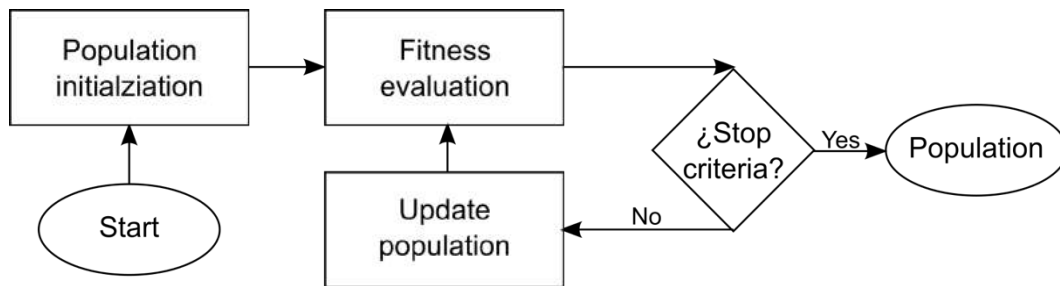 Population
initialziation
Fitness
evaluation
¿Stop
criteria?
Yes
Population
No
Update
population
Start